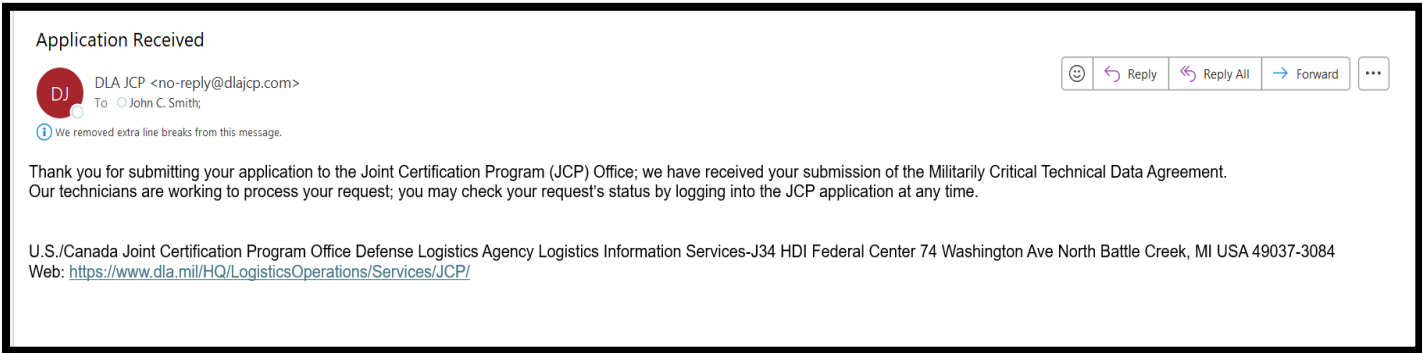 Application Received
DJ
DLA JCP <no-reply@dlajcp.com>
To John C. Smith;
Reply
Reply All
Forward
We removed extra line breaks from this message.
Thank you for submitting your application to the Joint Certification Program (JCP) Office; we have received your submission of the Militarily Critical Technical Data Agreement.
Our technicians are working to process your request; you may check your request's status by logging into the JCP application at any time.
U.S./Canada Joint Certification Program Office Defense Logistics Agency Logistics Information Services-J34 HDI Federal Center 74 Washington Ave North Battle Creek, MI USA 49037-3084
Web: https://www.dla.mil/HQ/LogisticsOperations/Services/JCP/